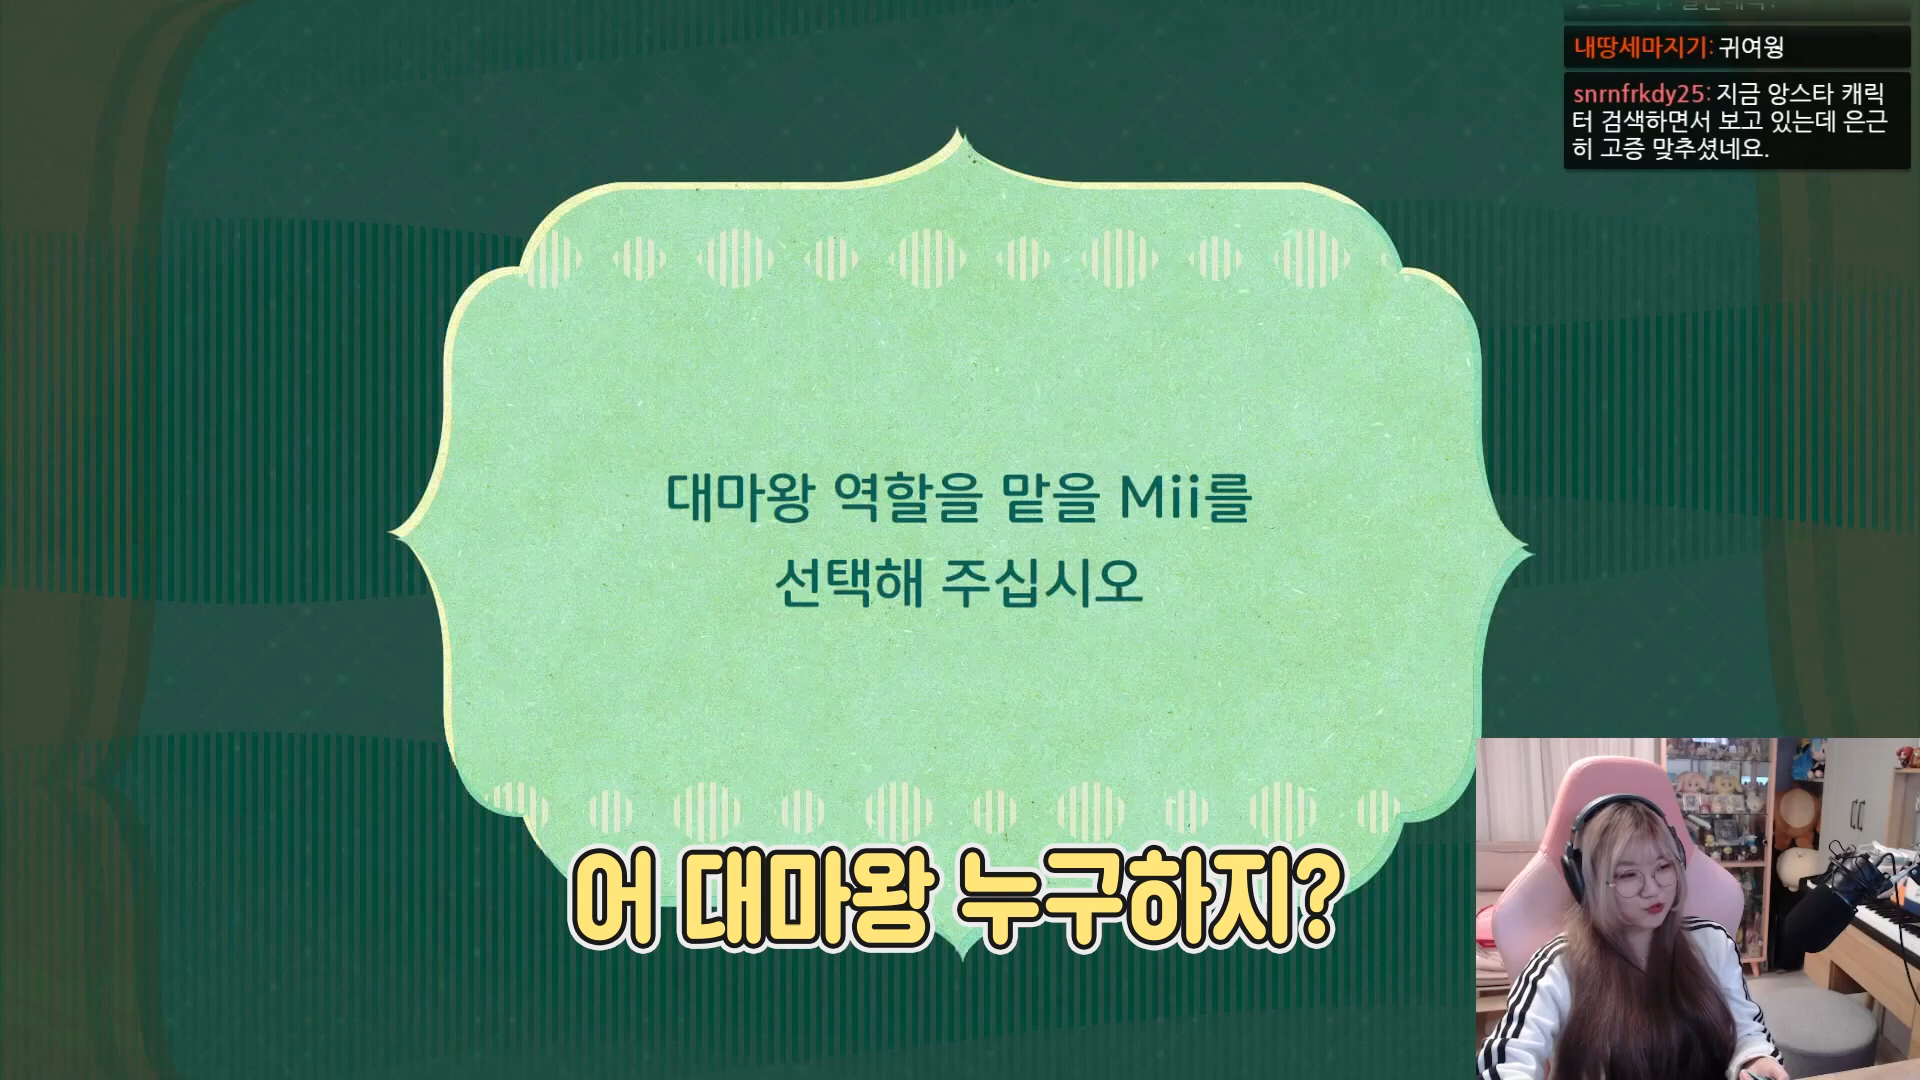 내땅세마지기: 귀여웡
snrnfrkdy25: 지금 앙스타 캐릭
터 검색하면서 보고 있는데 은근
히 고증 맞추셨네요.
대마왕 역할을 맡을 Mii를
선택해 주십시오
어 대마왕 누구하지?